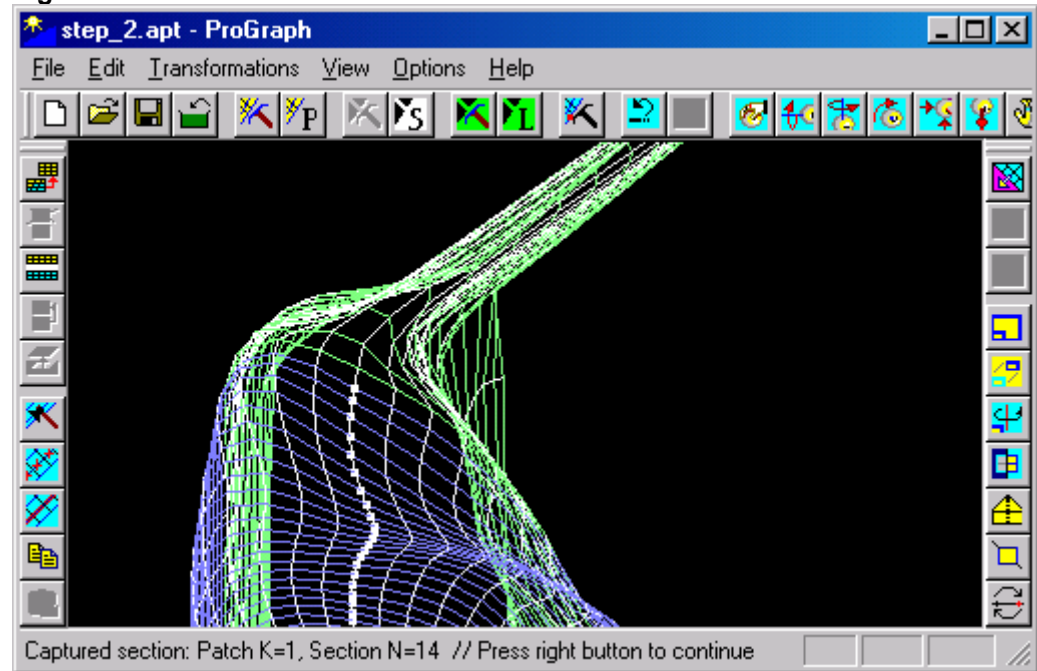 step_2.apt - ProGraph
File Edit Transformations View Options Help
P S L
Captured section: Patch K=1, Section N=14 // Press right button to continue